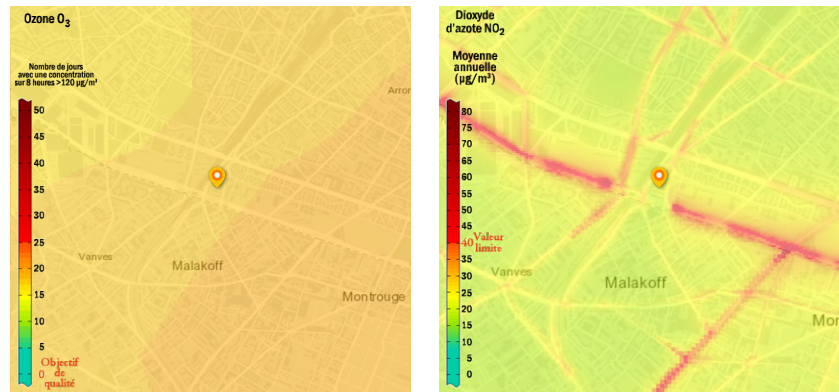 Ozone O₃
Nombre de jours
avec une concentration
sur 8 heures >120 µg/m³
50
45
40
35
30
25
20
15
10
5
0
Objectif
de
qualité
Arror
Vanves
Malakoff
Montrouge
Dioxyde
d'azote NO₂
Moyenne
annuelle
(µg/m³)
80
75
70
65
60
55
50
45
40 Valeur
limite
35
30
25
20
15
10
5
0
Vanves
Malakoff
Mon